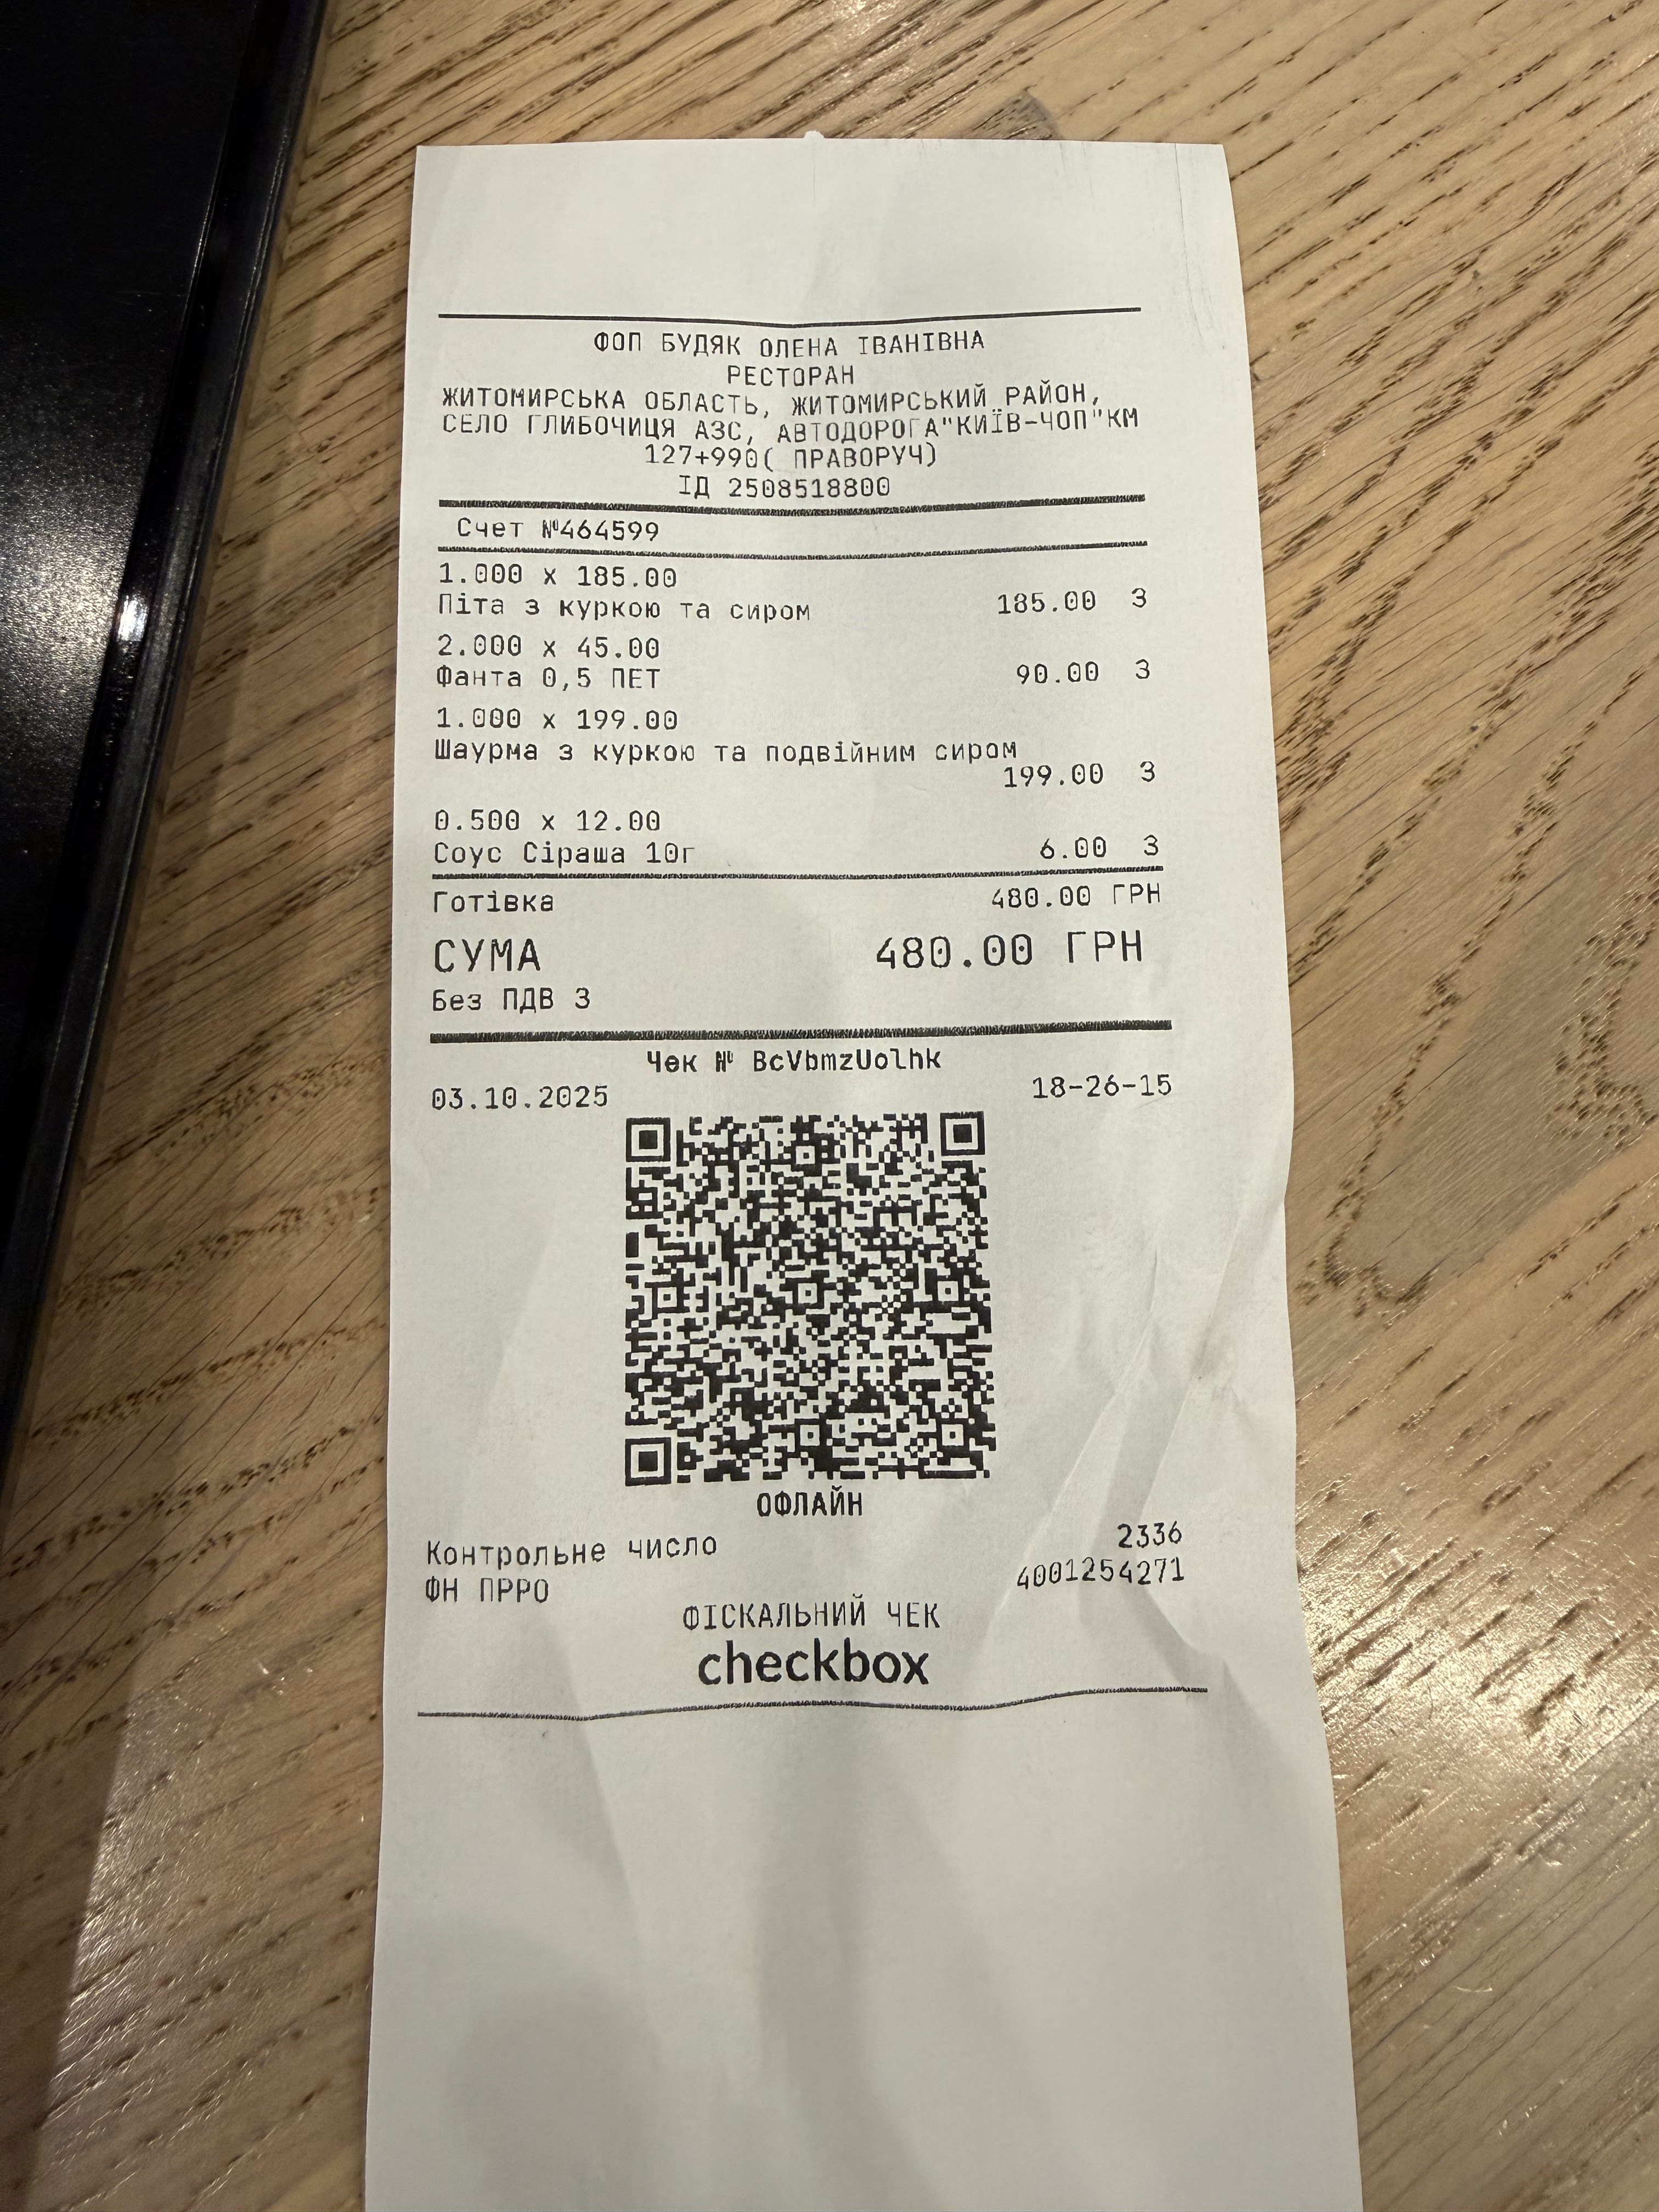 ФОП БУДЯК ОЛЕНА ІВАНІВНА
РЕСТОРАН
ЖИТОМИРСЬКА ОБЛАСТЬ, ЖИТОМИРСЬКИЙ РАЙОН,
СЕЛО ГЛИБОЧИЦЯ АЗС, АВТОДОРОГА"КИЇВ-ЧОП"КМ
127+990( ПРАВОРУЧ)
ІД 2508518800
Счет №464599
1.000 x 185.00
Піта з куркою та сиром 185.00 З
2.000 x 45.00
Фанта 0,5 ПЕТ 90.00 З
1.000 x 199.00
Шаурма з куркою та подвійним сиром
199.00 З
0.500 x 12.00
Соус Сіраша 10г 6.00 З
Готівка 480.00 ГРН
СУМА 480.00 ГРН
Без ПДВ З
Чек № BcVbmzUolhk
03.10.2025 18-26-15
ОФЛАЙН
Контрольне число 2336
ФН ПРРО 4001254271
ФІСКАЛЬНИЙ ЧЕК
checkbox